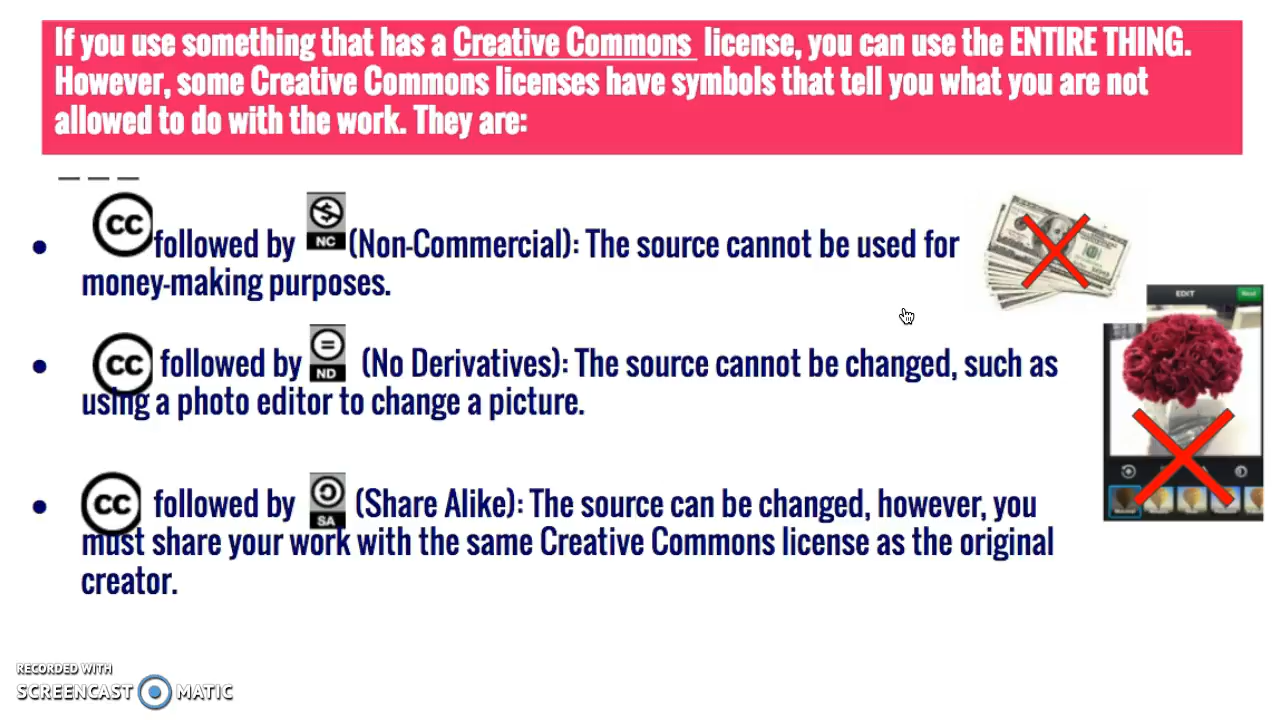 If you use something that has a Creative Commons license, you can use the ENTIRE THING.
However, some Creative Commons licenses have symbols that tell you what you are not
allowed to do with the work. They are:
CC followed by NC (Non-Commercial): The source cannot be used for
money-making purposes.
EDIT
Next
CC followed by ND (No Derivatives): The source cannot be changed, such as
using a photo editor to change a picture.
CC followed by SA (Share Alike): The source can be changed, however, you
must share your work with the same Creative Commons license as the original
creator.
RECORDED WITH
SCREENCAST MATIC